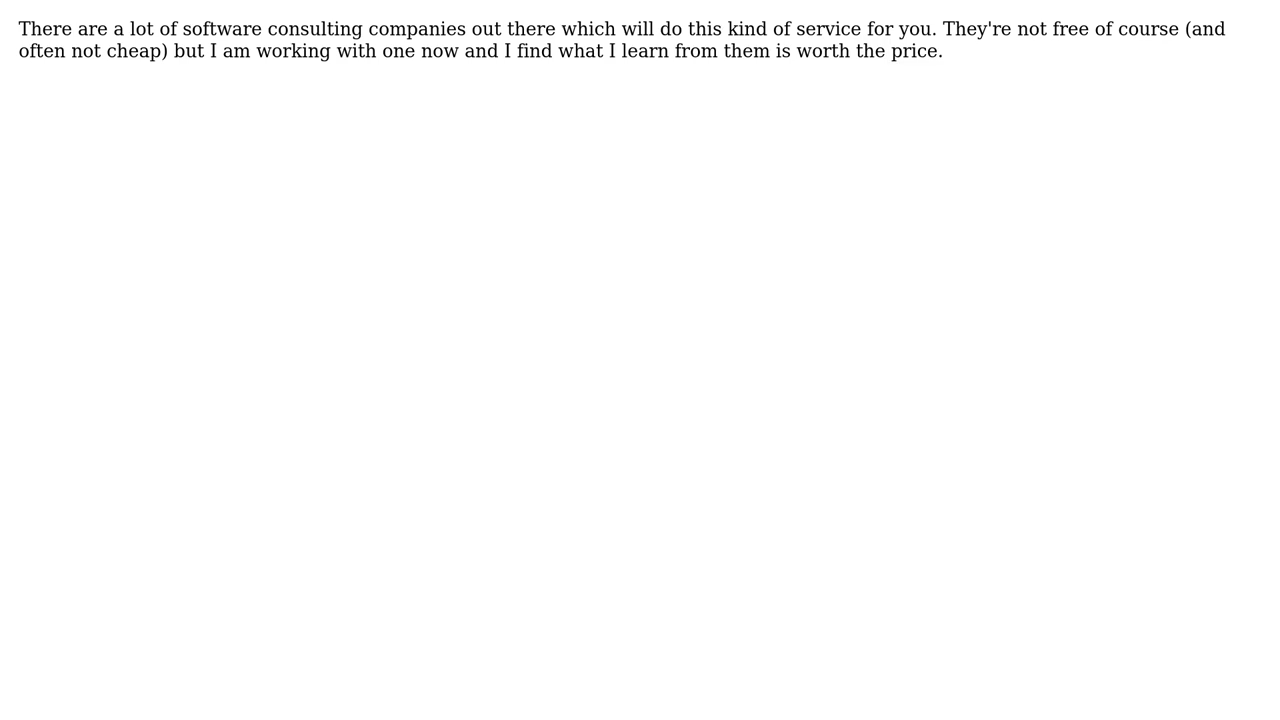 There are a lot of software consulting companies out there which will do this kind of service for you. They're not free of course (and
often not cheap) but I am working with one now and I find what I learn from them is worth the price.